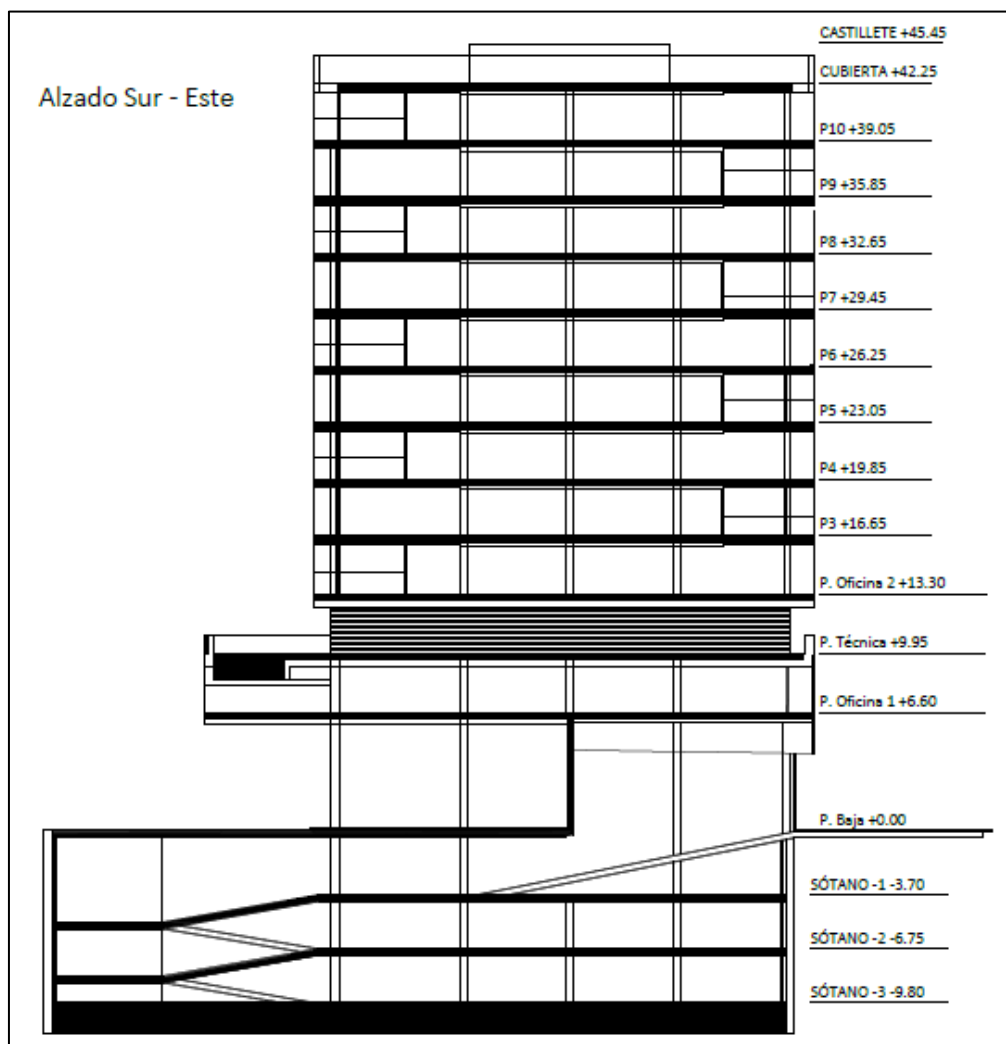 CASTILLETE +45.45
CUBIERTA +42.25
Alzado Sur - Este
P10 +39.05
P9 +35.85
P8 +32.65
P7 +29.45
P6 +26.25
P5 +23.05
P4 +19.85
P3 +16.65
P. Oficina 2 +13.30
P. Técnica +9.95
P. Oficina 1 +6.60
P. Baja +0.00
SÓTANO -1 -3.70
SÓTANO -2 -6.75
SÓTANO -3 -9.80